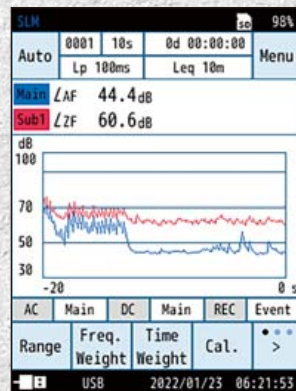 SLM SD 98%
Auto 0001 10s 0d 00:00:00 Menu
Lp 100ms Leq 10m
Main LAF 44.4dB
Sub1 LZF 60.6dB
dB
100
70
50
30
-20 0 s
AC Main DC Main REC Event
Range Freq. Weight Time Weight Cal. >
USB 2022/01/23 06:21:53